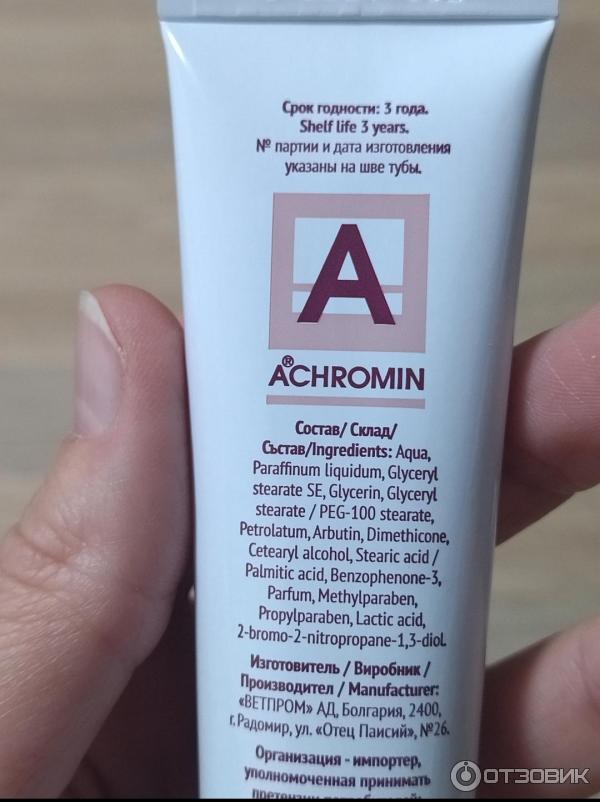 Срок годности: 3 года.
Shelf life 3 years.
№ партии и дата изготовления
указаны на шве тубы.
A
®
ACHROMIN
Состав/ Склад/
Състав/Ingredients: Aqua,
Paraffinum liquidum, Glyceryl
stearate SE, Glycerin, Glyceryl
stearate / PEG-100 stearate,
Petrolatum, Arbutin, Dimethicone,
Cetearyl alcohol, Stearic acid /
Palmitic acid, Benzophenone-3,
Parfum, Methylparaben,
Propylparaben, Lactic acid,
2-bromo-2-nitropropane-1,3-diol.
Изготовитель / Виробник /
Производител / Manufacturer:
«ВЕТПРОМ» АД, Болгария, 2400,
г. Радомир, ул. «Отец Паисий», №26.
Организация - импортер,
уполномоченная принимать
претензии
ОТЗОВИК